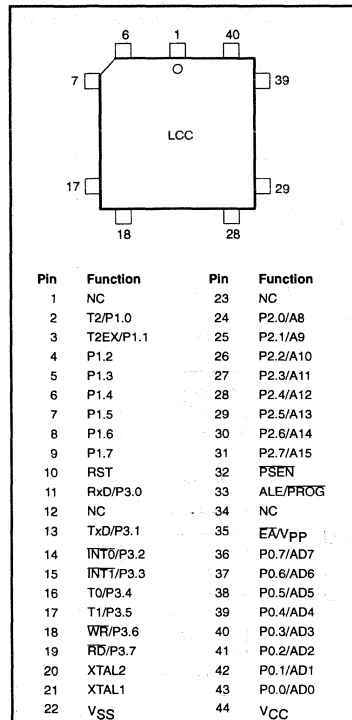 6 1 40
7 39
LCC
17 29
18 28
Pin Function Pin Function
1 NC 23 NC
2 T2/P1.0 24 P2.0/A8
3 T2EX/P1.1 25 P2.1/A9
4 P1.2 26 P2.2/A10
5 P1.3 27 P2.3/A11
6 P1.4 28 P2.4/A12
7 P1.5 29 P2.5/A13
8 P1.6 30 P2.6/A14
9 P1.7 31 P2.7/A15
10 RST 32 P̅S̅E̅N̅
11 RxD/P3.0 33 ALE/P̅R̅O̅G̅
12 NC 34 NC
13 TxD/P3.1 35 E̅A̅/VPP
14 I̅N̅T̅0̅/P3.2 36 P0.7/AD7
15 I̅N̅T̅1̅/P3.3 37 P0.6/AD6
16 T0/P3.4 38 P0.5/AD5
17 T1/P3.5 39 P0.4/AD4
18 W̅R̅/P3.6 40 P0.3/AD3
19 R̅D̅/P3.7 41 P0.2/AD2
20 XTAL2 42 P0.1/AD1
21 XTAL1 43 P0.0/AD0
22 VSS 44 VCC